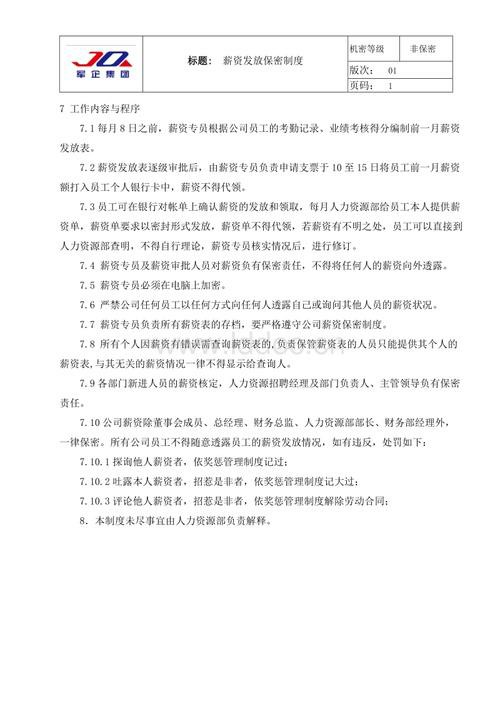 JQA
军企集团
标题： 薪资发放保密制度
机密等级 非保密
版次： 01
页码： 1
7 工作内容与程序
7.1 每月 8 日之前，薪资专员根据公司员工的考勤记录、业绩考核得分编制前一月薪资
发放表。
7.2 薪资发放表逐级审批后，由薪资专员负责申请支票于 10 至 15 日将员工前一月薪资
额打入员工个人银行卡中，薪资不得代领。
7.3 员工可在银行对帐单上确认薪资的发放和领取，每月人力资源部给员工本人提供薪
资单，薪资单要求以密封形式发放，薪资单不得代领，若薪资有不明之处，员工可以直接到
人力资源部查明，不得自行理论，薪资专员核实情况后，进行修订。
7.4 薪资专员及薪资审批人员对薪资负有保密责任，不得将任何人的薪资向外透露。
7.5 薪资专员必须在电脑上加密。
7.6 严禁公司任何员工以任何方式向任何人透露自己或询问其他人员的薪资状况。
7.7 薪资专员负责所有薪资表的存档，要严格遵守公司薪资保密制度。
7.8 所有个人因薪资有错误需查询薪资表的,负责保管薪资表的人员只能提供其个人的
薪资表,与其无关的薪资情况一律不得显示给查询人。
7.9 各部门新进人员的薪资核定，人力资源招聘经理及部门负责人、主管领导负有保密
责任。
7.10 公司薪资除董事会成员、总经理、财务总监、人力资源部部长、财务部经理外，
一律保密。所有公司员工不得随意透露员工的薪资发放情况，如有违反，处罚如下：
7.10.1 探询他人薪资者，依奖惩管理制度记过；
7.10.2 吐露本人薪资者，招惹是非者，依奖惩管理制度记大过；
7.10.3 评论他人薪资者，招惹是非者，依奖惩管理制度解除劳动合同；
8．本制度未尽事宜由人力资源部负责解释。